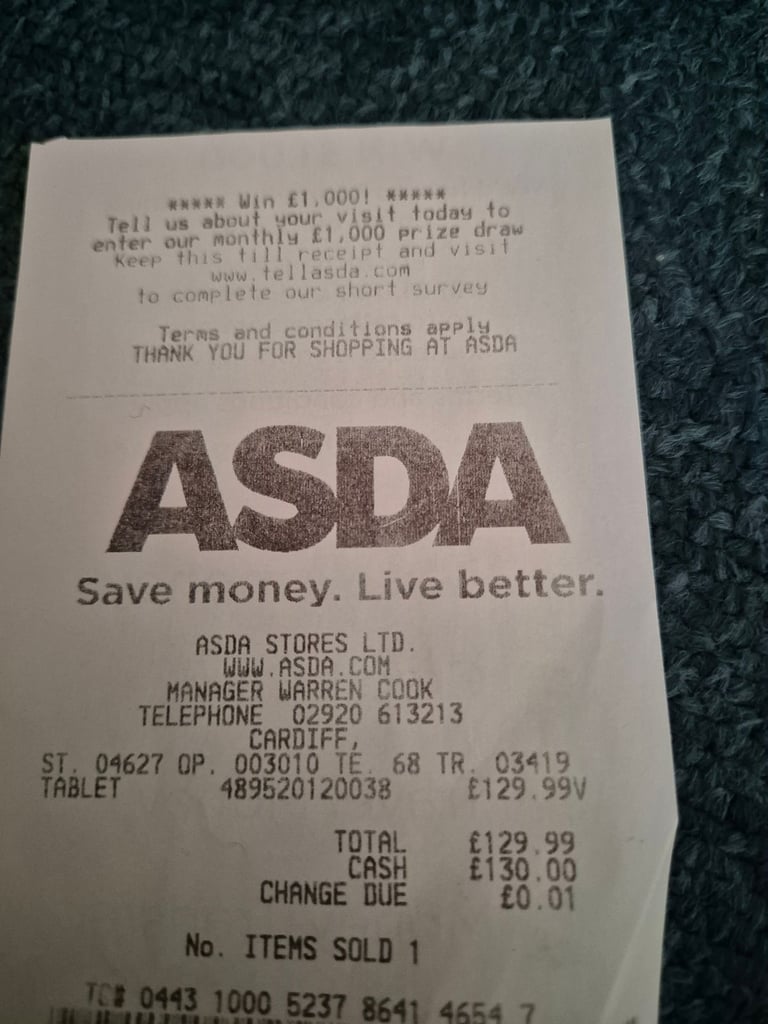 ***** Win £1,000! *****
Tell us about your visit today to
enter our monthly £1,000 prize draw
Keep this till receipt and visit
www.tellasda.com
to complete our short survey
Terms and conditions apply
THANK YOU FOR SHOPPING AT ASDA
ASDA
Save money. Live better.
ASDA STORES LTD.
WWW.ASDA.COM
MANAGER WARREN COOK
TELEPHONE 02920 613213
CARDIFF,
ST. 04627 OP. 003010 TE. 68 TR. 03419
TABLET 489520120038 £129.99V
TOTAL £129.99
CASH £130.00
CHANGE DUE £0.01
No. ITEMS SOLD 1
TC# 0443 1000 5237 8641 4654 7